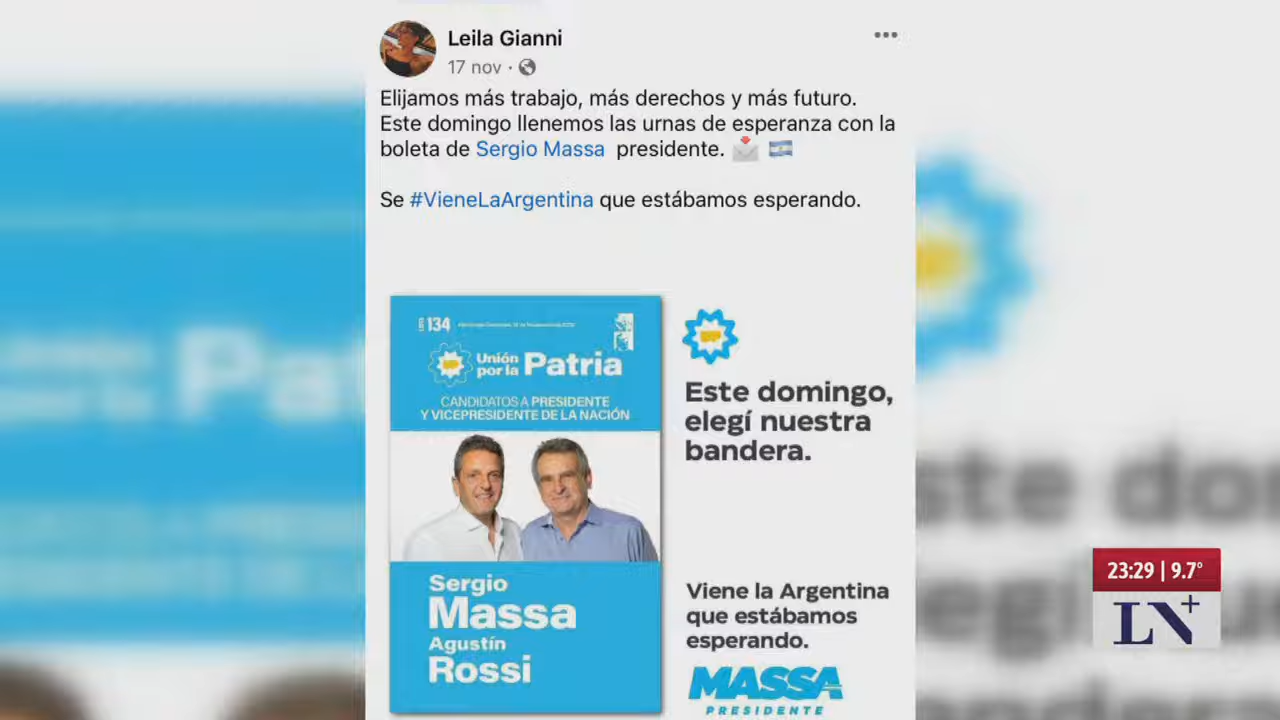 Leila Gianni
17 nov ·
Elijamos más trabajo, más derechos y más futuro.
Este domingo llenemos las urnas de esperanza con la
boleta de Sergio Massa presidente.
Se #VieneLaArgentina que estábamos esperando.
134
Unión
por la Patria
CANDIDATOS A PRESIDENTE
Y VICEPRESIDENTE DE LA NACIÓN
Sergio
Massa
Agustín
Rossi
Este domingo,
elegí nuestra
bandera.
Viene la Argentina
que estábamos
esperando.
MASSA
PRESIDENTE
23:29 | 9.7°
LN+